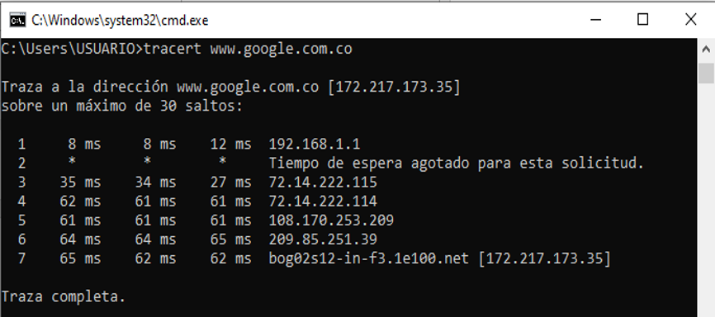 C:\Windows\system32\cmd.exe
C:\Users\USUARIO>tracert www.google.com.co
Traza a la dirección www.google.com.co [172.217.173.35]
sobre un máximo de 30 saltos:
1 8 ms 8 ms 12 ms 192.168.1.1
2 * * * Tiempo de espera agotado para esta solicitud.
3 35 ms 34 ms 27 ms 72.14.222.115
4 62 ms 61 ms 61 ms 72.14.222.114
5 61 ms 61 ms 61 ms 108.170.253.209
6 64 ms 64 ms 65 ms 209.85.251.39
7 65 ms 62 ms 62 ms bog02s12-in-f3.1e100.net [172.217.173.35]
Traza completa.